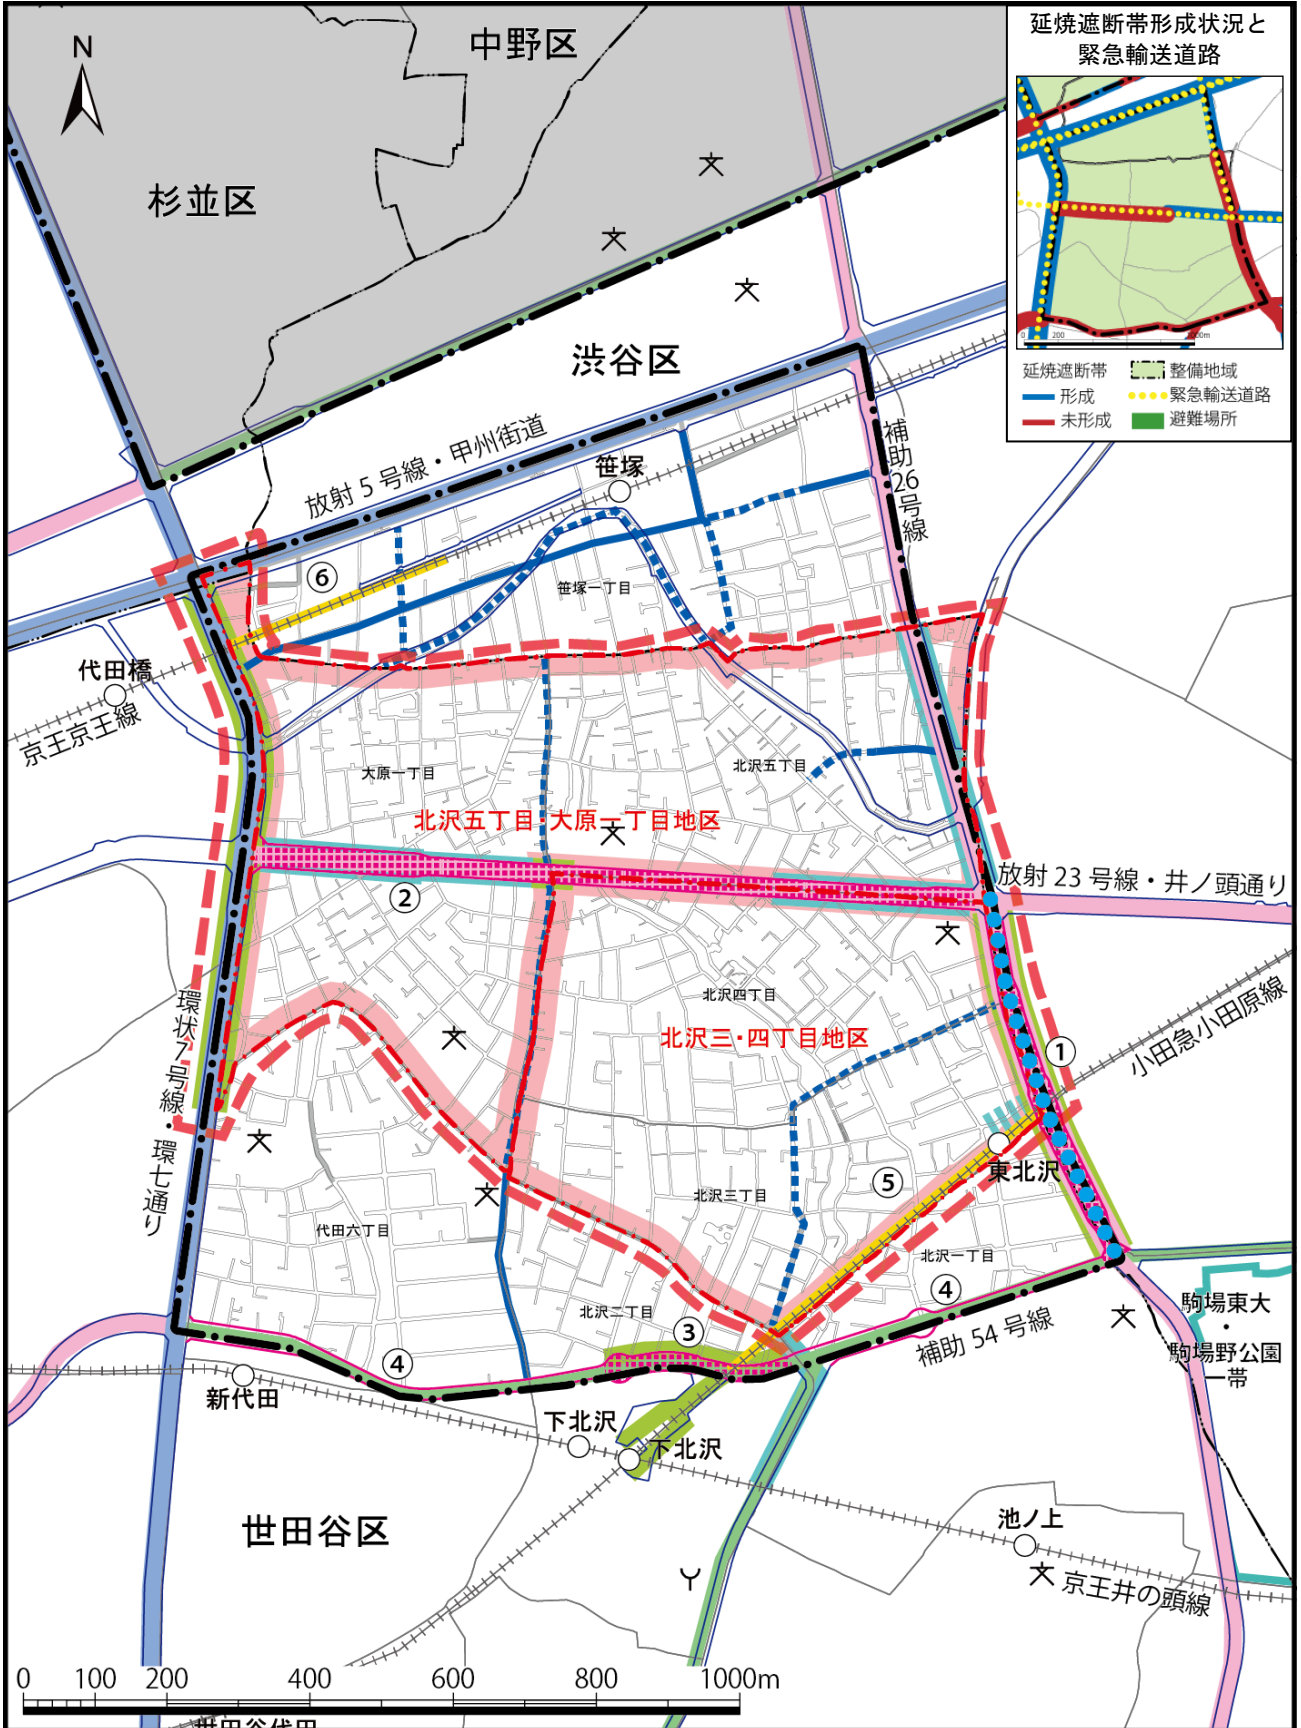 延焼遮断帯形成状況と
緊急輸送道路
0 200 1000m
延焼遮断帯
形成
未形成
整備地域
緊急輸送道路
避難場所
N
中野区
杉並区
渋谷区
放射5号線・甲州街道
笹塚
補助26号線
⑥
笹塚一丁目
代田橋
京王京王線
大原一丁目
北沢五丁目
北沢五丁目・大原一丁目地区
放射23号線・井ノ頭通り
②
北沢四丁目
北沢三・四丁目地区
環状7号線・環七通り
①
小田急小田原線
東北沢
⑤
北沢三丁目
代田六丁目
北沢一丁目
④
北沢二丁目
③
補助54号線
駒場東大
・
駒場野公園
一帯
④
新代田
下北沢
下北沢
世田谷区
池ノ上
京王井の頭線
0 100 200 400 600 800 1000m
世田谷代田